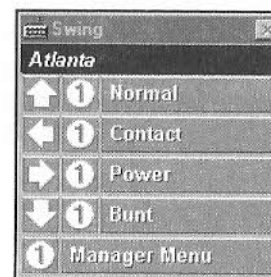 Swing
Atlanta
1 Normal
1 Contact
1 Power
1 Bunt
1 Manager Menu